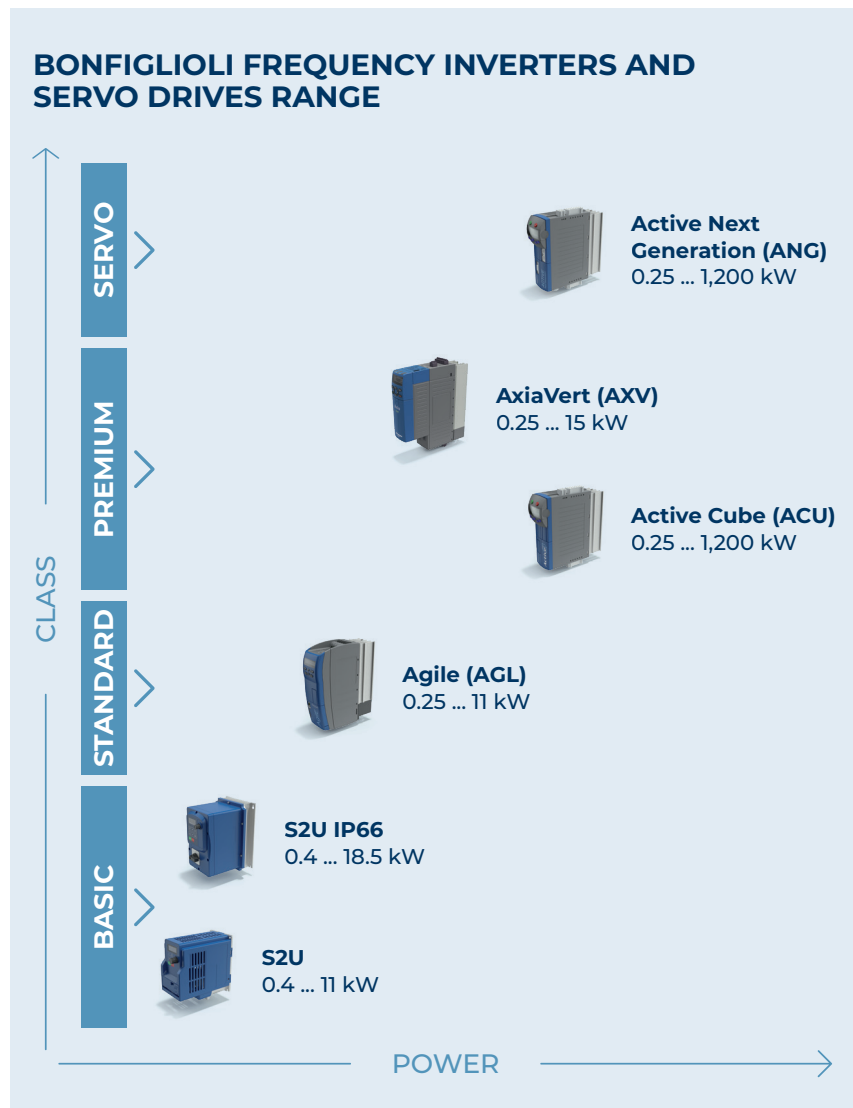 BONFIGLIOLI FREQUENCY INVERTERS AND
SERVO DRIVES RANGE
SERVO
Active Next
Generation (ANG)
0.25 ... 1,200 kW
PREMIUM
AxiaVert (AXV)
0.25 ... 15 kW
Active Cube (ACU)
0.25 ... 1,200 kW
CLASS
STANDARD
Agile (AGL)
0.25 ... 11 kW
BASIC
S2U IP66
0.4 ... 18.5 kW
S2U
0.4 ... 11 kW
POWER